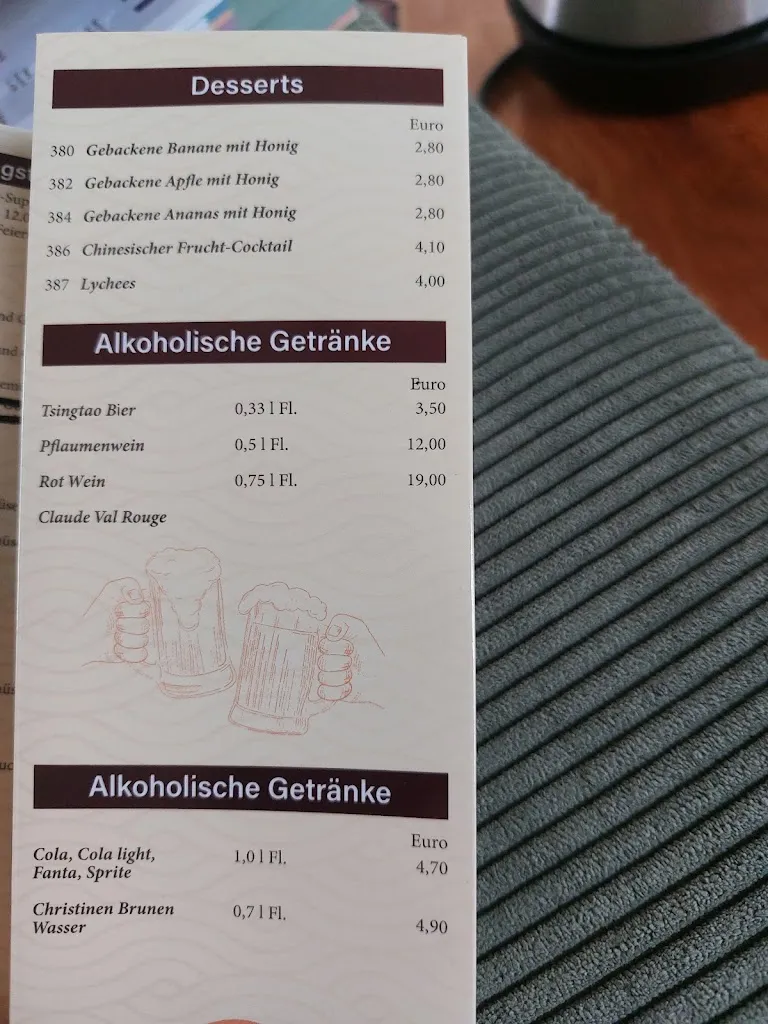 Desserts
Euro
380 Gebackene Banane mit Honig 2,80
382 Gebackene Apfle mit Honig 2,80
384 Gebackene Ananas mit Honig 2,80
386 Chinesischer Frucht-Cocktail 4,10
387 Lychees 4,00
Alkoholische Getränke
Euro
Tsingtao Bier 0,33 l Fl. 3,50
Pflaumenwein 0,5 l Fl. 12,00
Rot Wein 0,75 l Fl. 19,00
Claude Val Rouge
Alkoholische Getränke
Euro
Cola, Cola light, 1,0 l Fl.
Fanta, Sprite 4,70
Christinen Brunen 0,7 l Fl.
Wasser 4,90